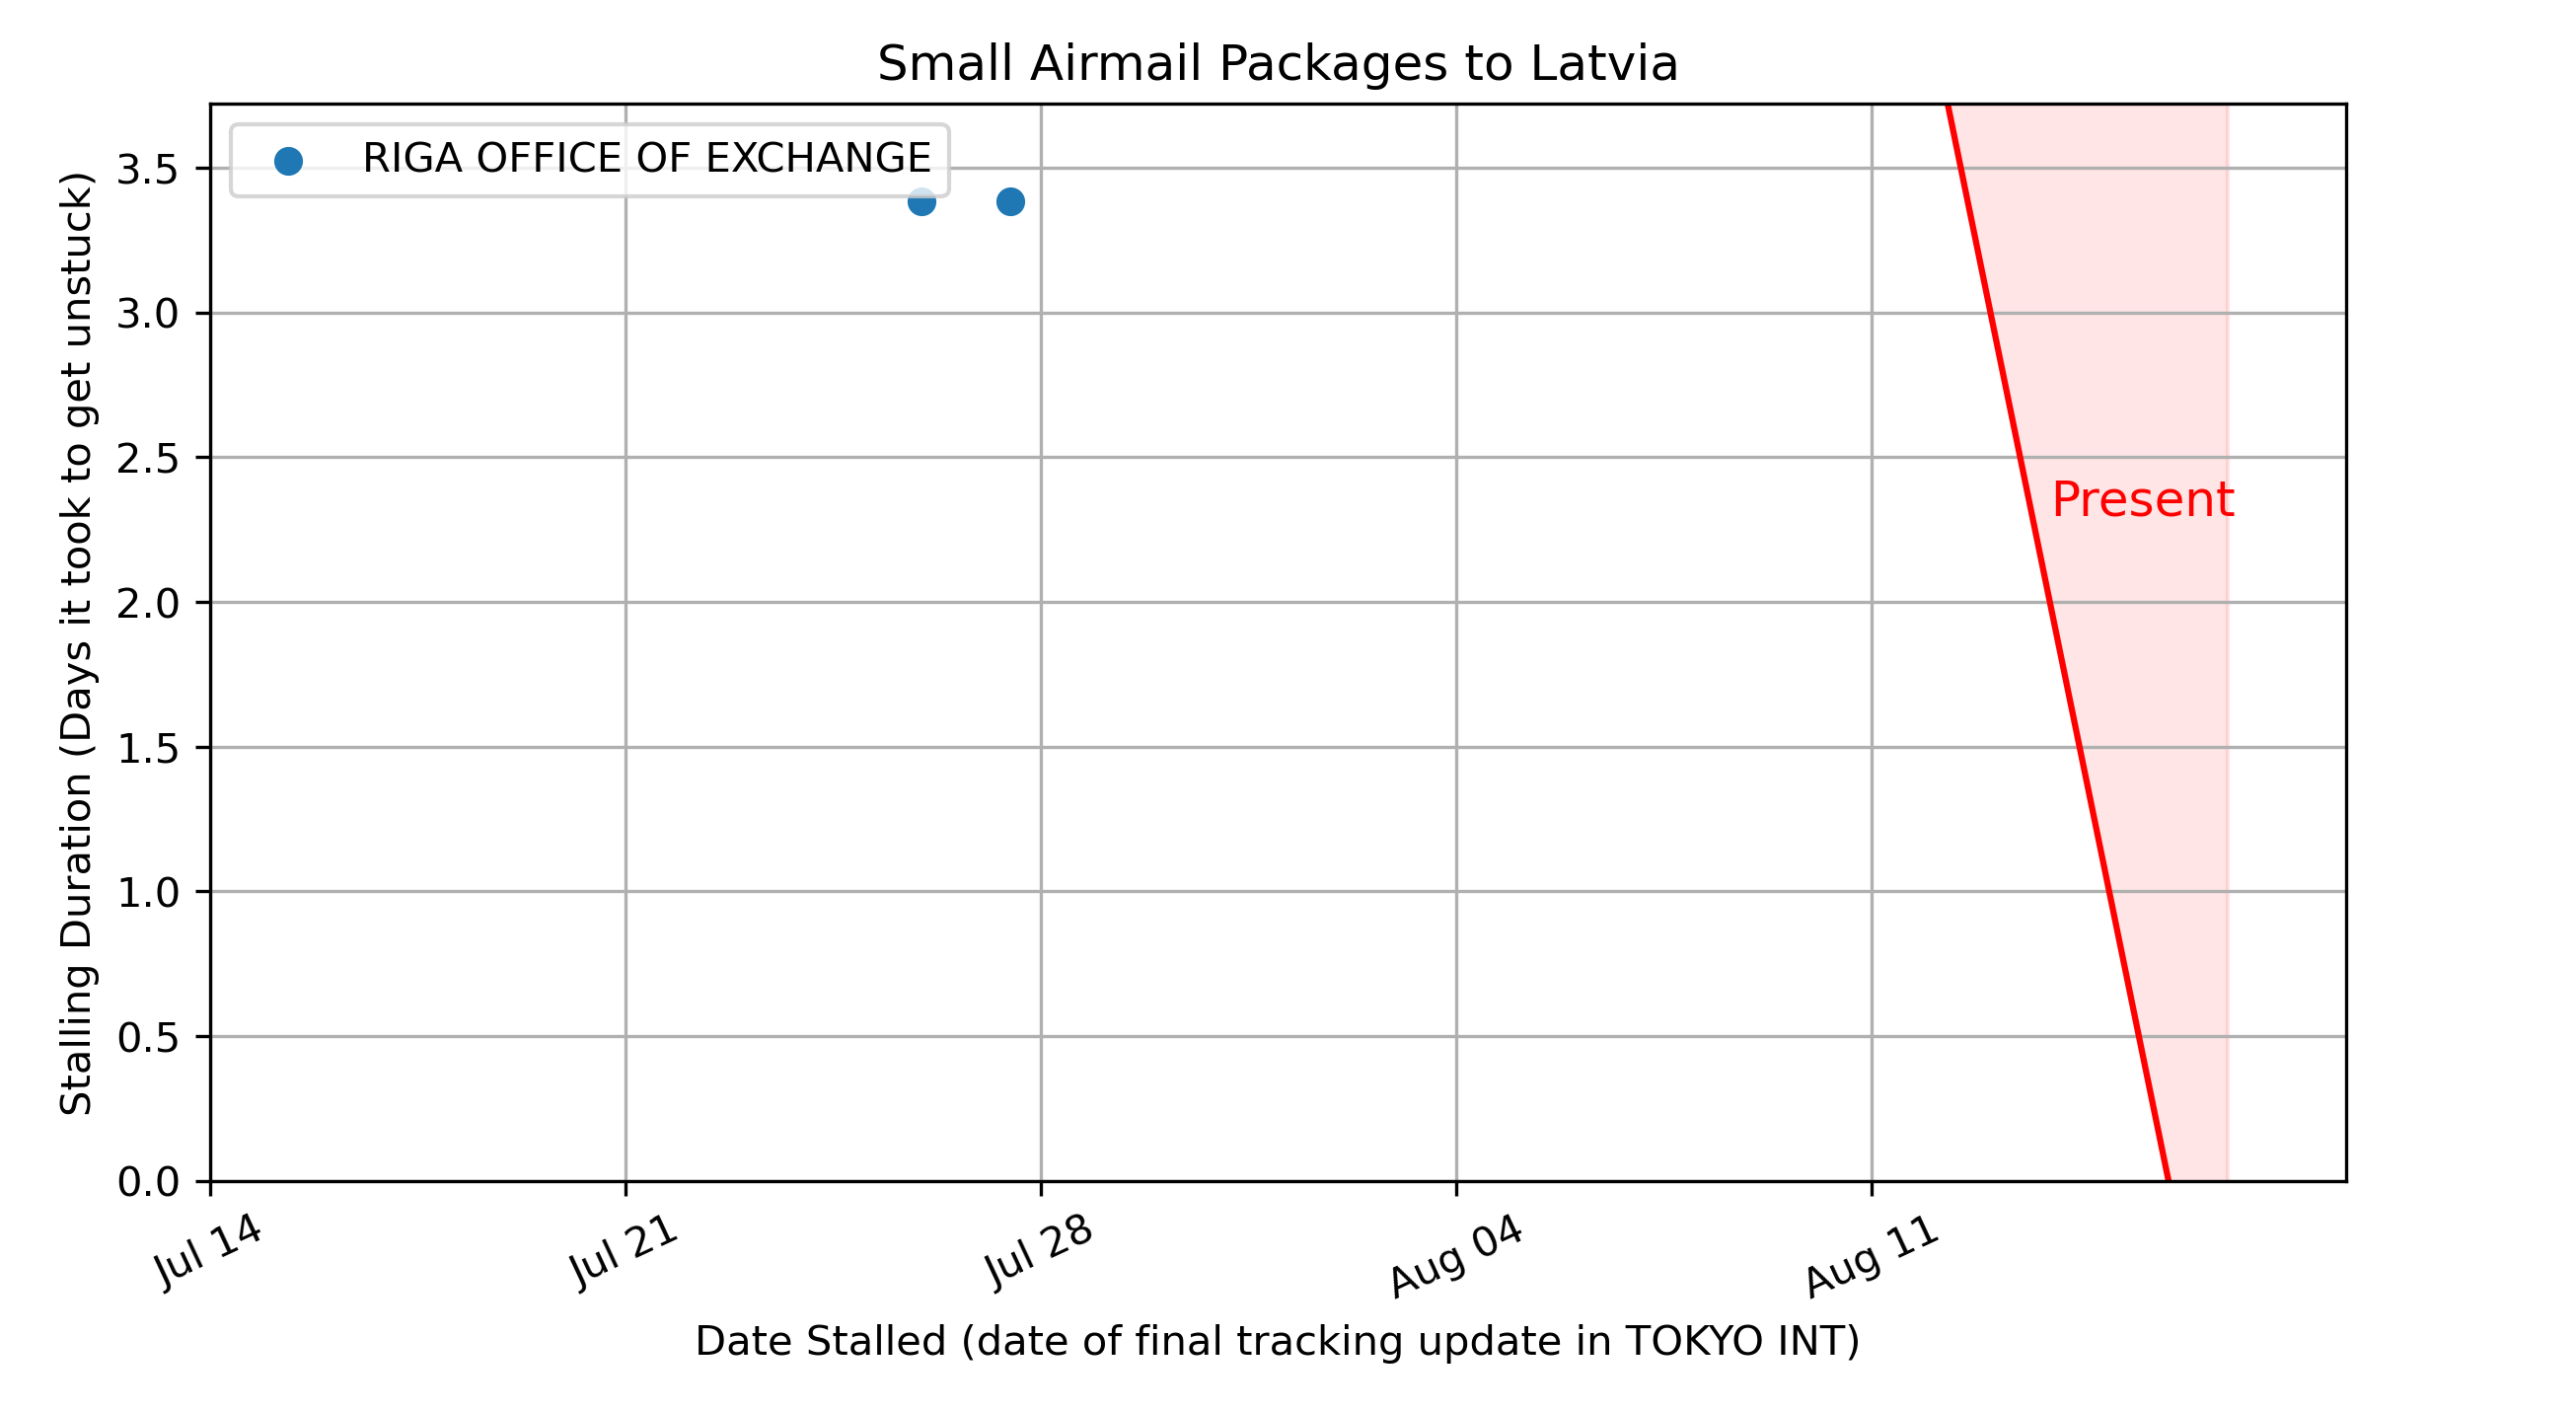 Small Airmail Packages to Latvia
RIGA OFFICE OF EXCHANGE
Stalling Duration (Days it took to get unstuck)
3.5
3.0
2.5
2.0
1.5
1.0
0.5
0.0
Present
Jul 14
Jul 21
Jul 28
Aug 04
Aug 11
Date Stalled (date of final tracking update in TOKYO INT)